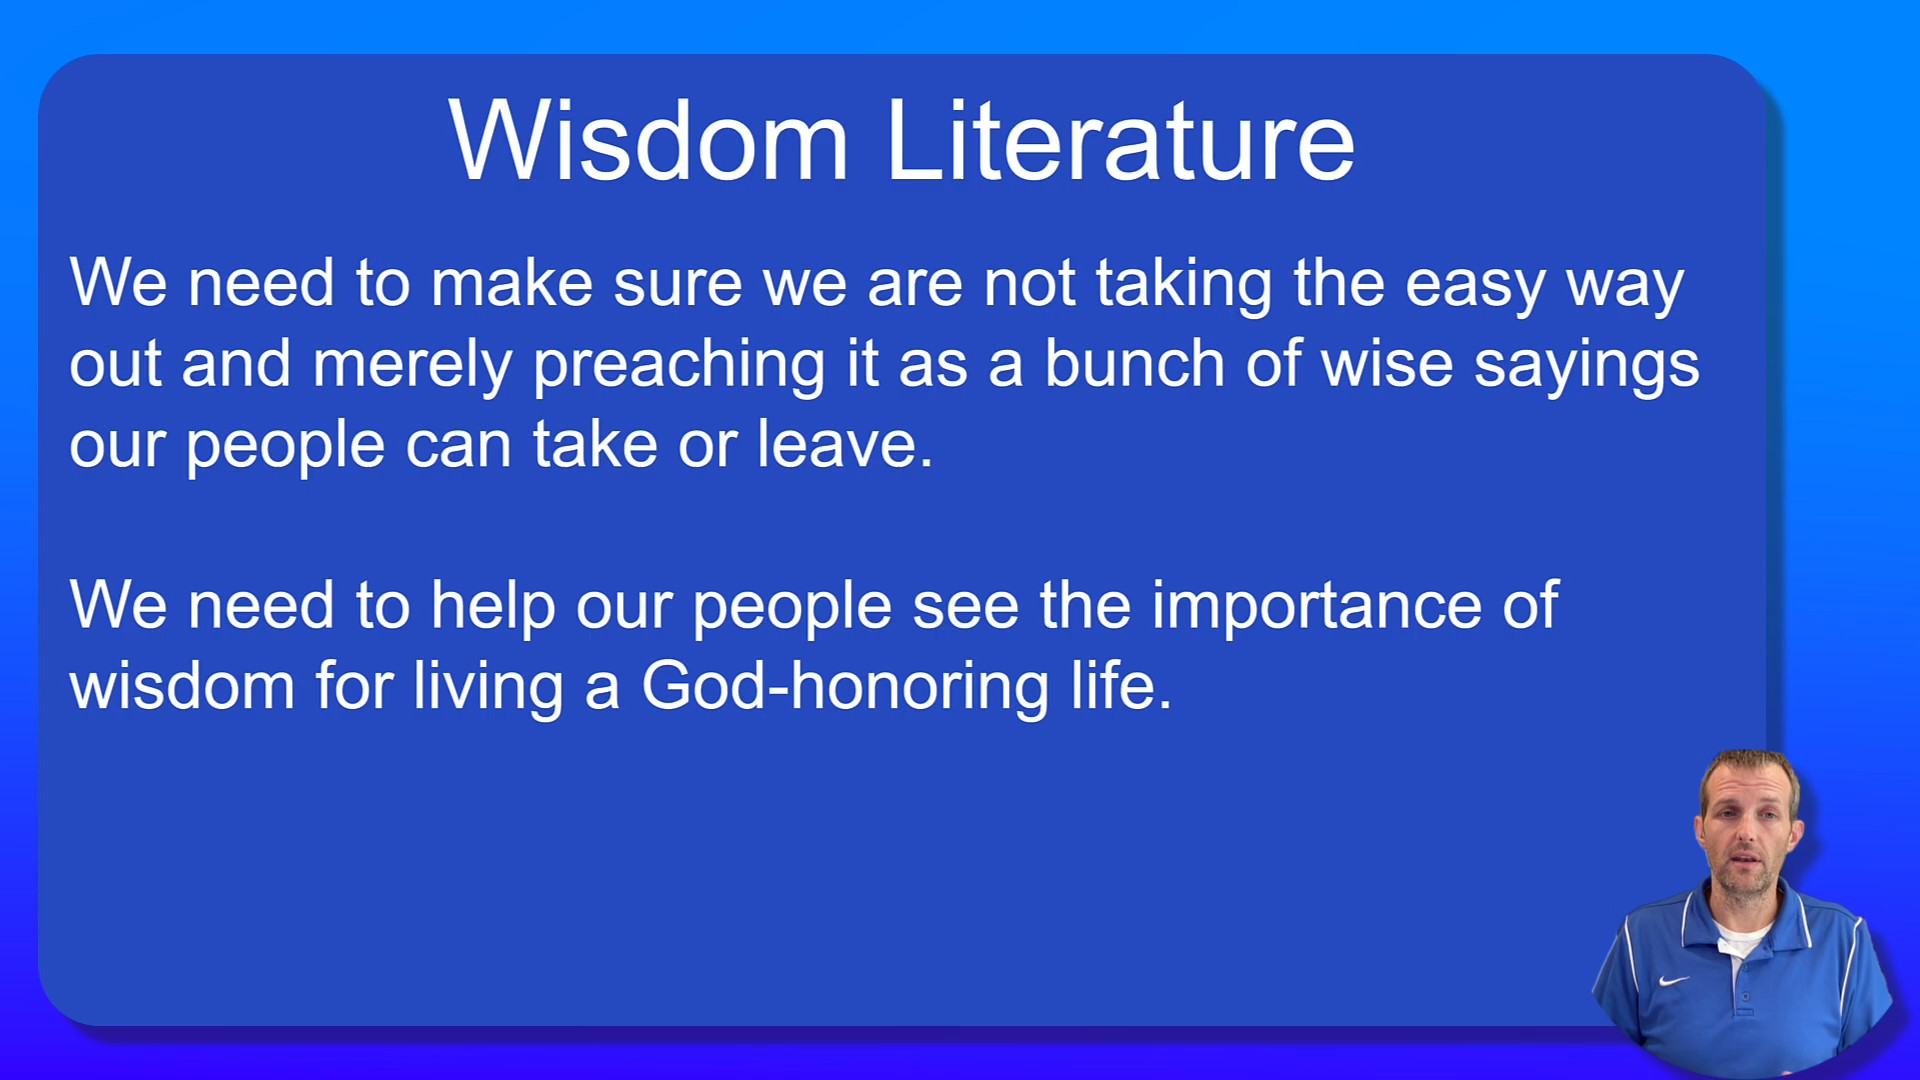 Wisdom Literature
We need to make sure we are not taking the easy way
out and merely preaching it as a bunch of wise sayings
our people can take or leave.
We need to help our people see the importance of
wisdom for living a God-honoring life.